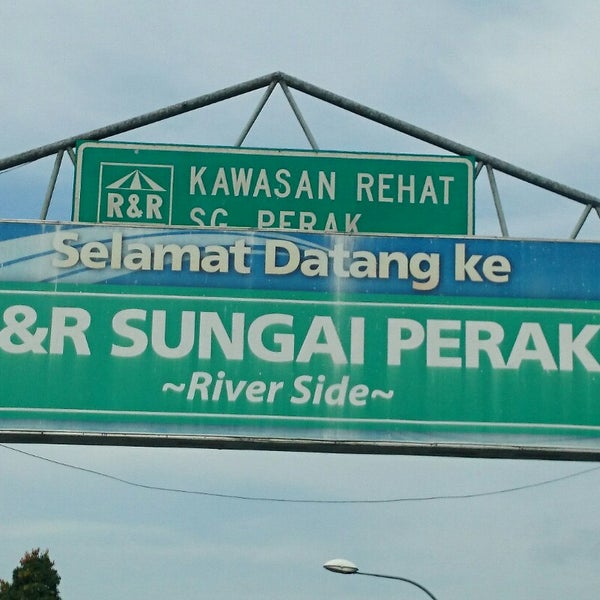 R&R
KAWASAN REHAT
SG. PERAK
Selamat Datang ke
&R SUNGAI PERAK
~River Side~